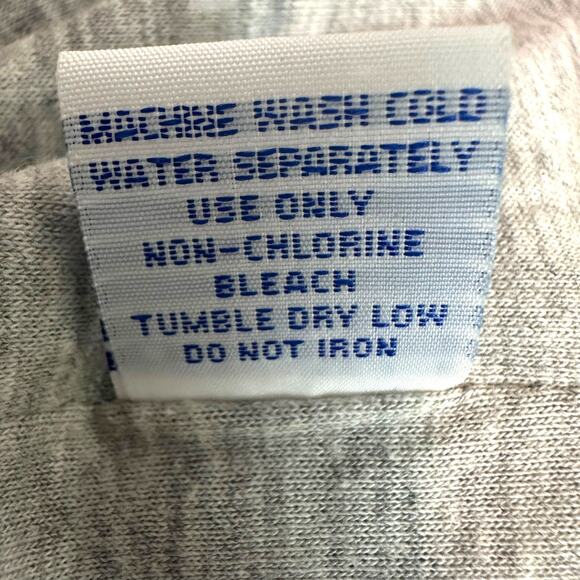 MACHINE WASH COLD
WATER SEPARATELY
USE ONLY
NON-CHLORINE
BLEACH
TUMBLE DRY LOW
DO NOT IRON